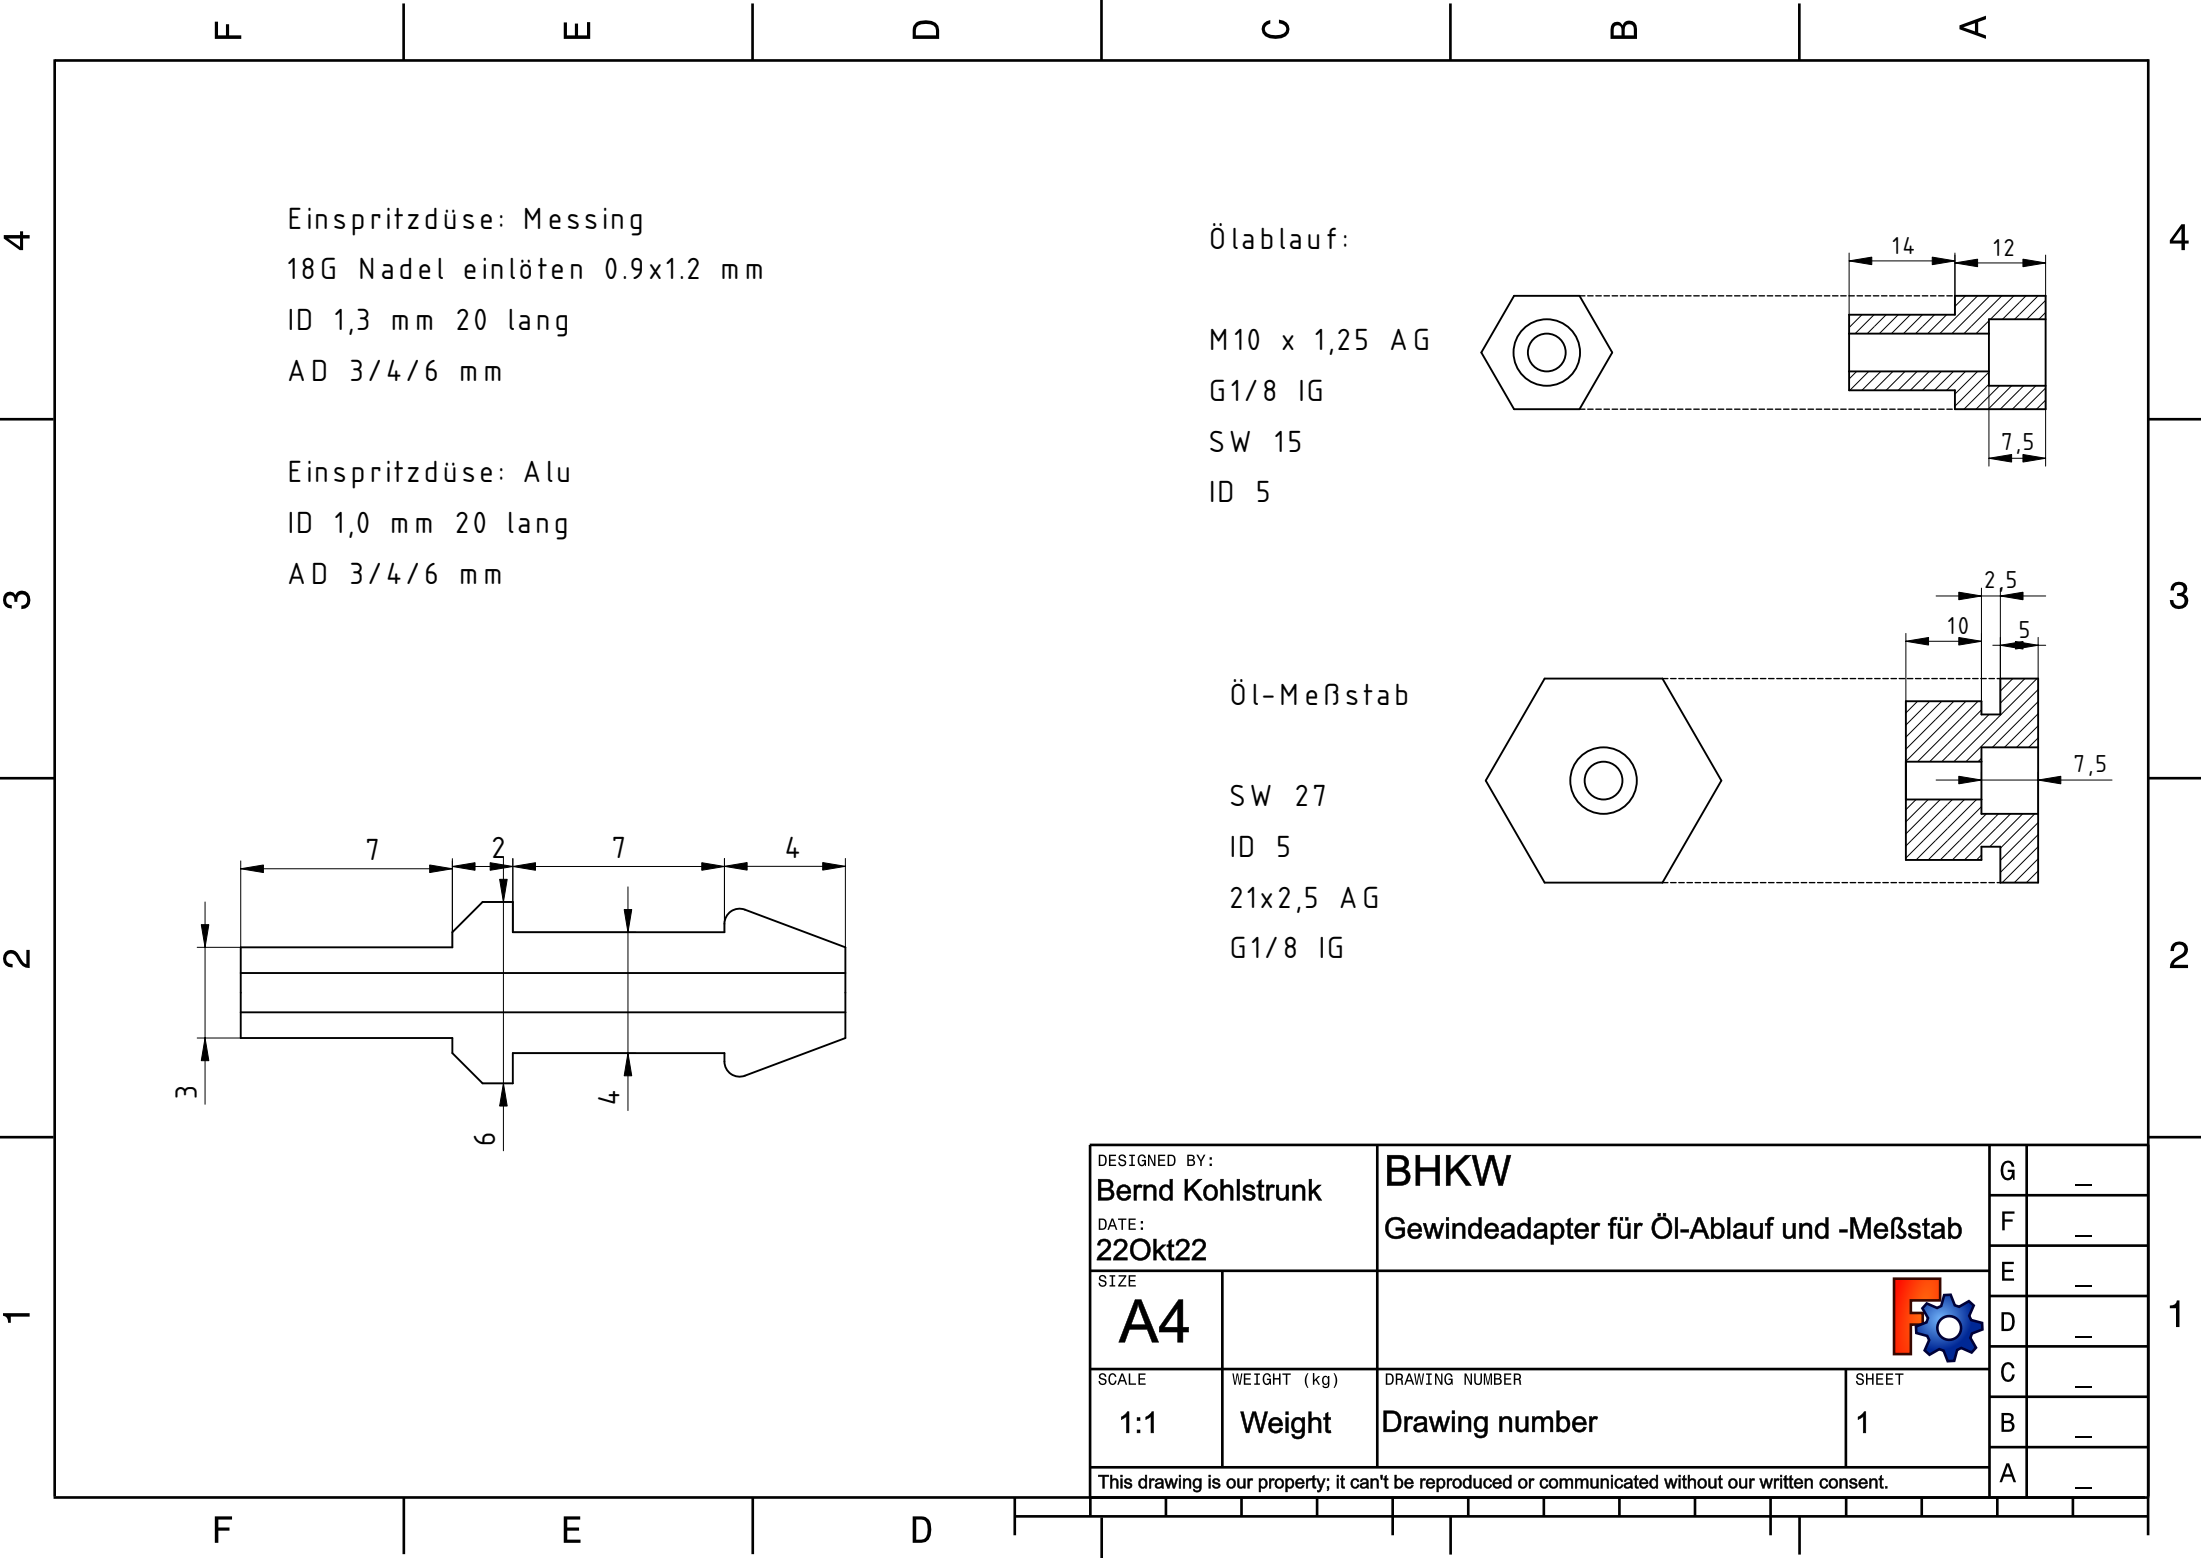 F E D C B A
4
4
3
3
2
2
1
1
Einspritzdüse: Messing
18G Nadel einlöten 0.9x1.2 mm
ID 1,3 mm 20 lang
AD 3/4/6 mm
Einspritzdüse: Alu
ID 1,0 mm 20 lang
AD 3/4/6 mm
7 2 7 4
3
6
4
Ölablauf:
M10 x 1,25 AG
G1/8 IG
SW 15
ID 5
14 12
7,5
Öl-Meßstab
SW 27
ID 5
21x2,5 AG
G1/8 IG
2,5
10 5
7,5
DESIGNED BY:
Bernd Kohlstrunk
DATE:
22Okt22
BHKW
Gewindeadapter für Öl-Ablauf und -Meßstab
SIZE
A4
SCALE
1:1
WEIGHT (kg)
Weight
DRAWING NUMBER
Drawing number
SHEET
1
G _
F _
E _
D _
C _
B _
A _
This drawing is our property; it can't be reproduced or communicated without our written consent.
F E D